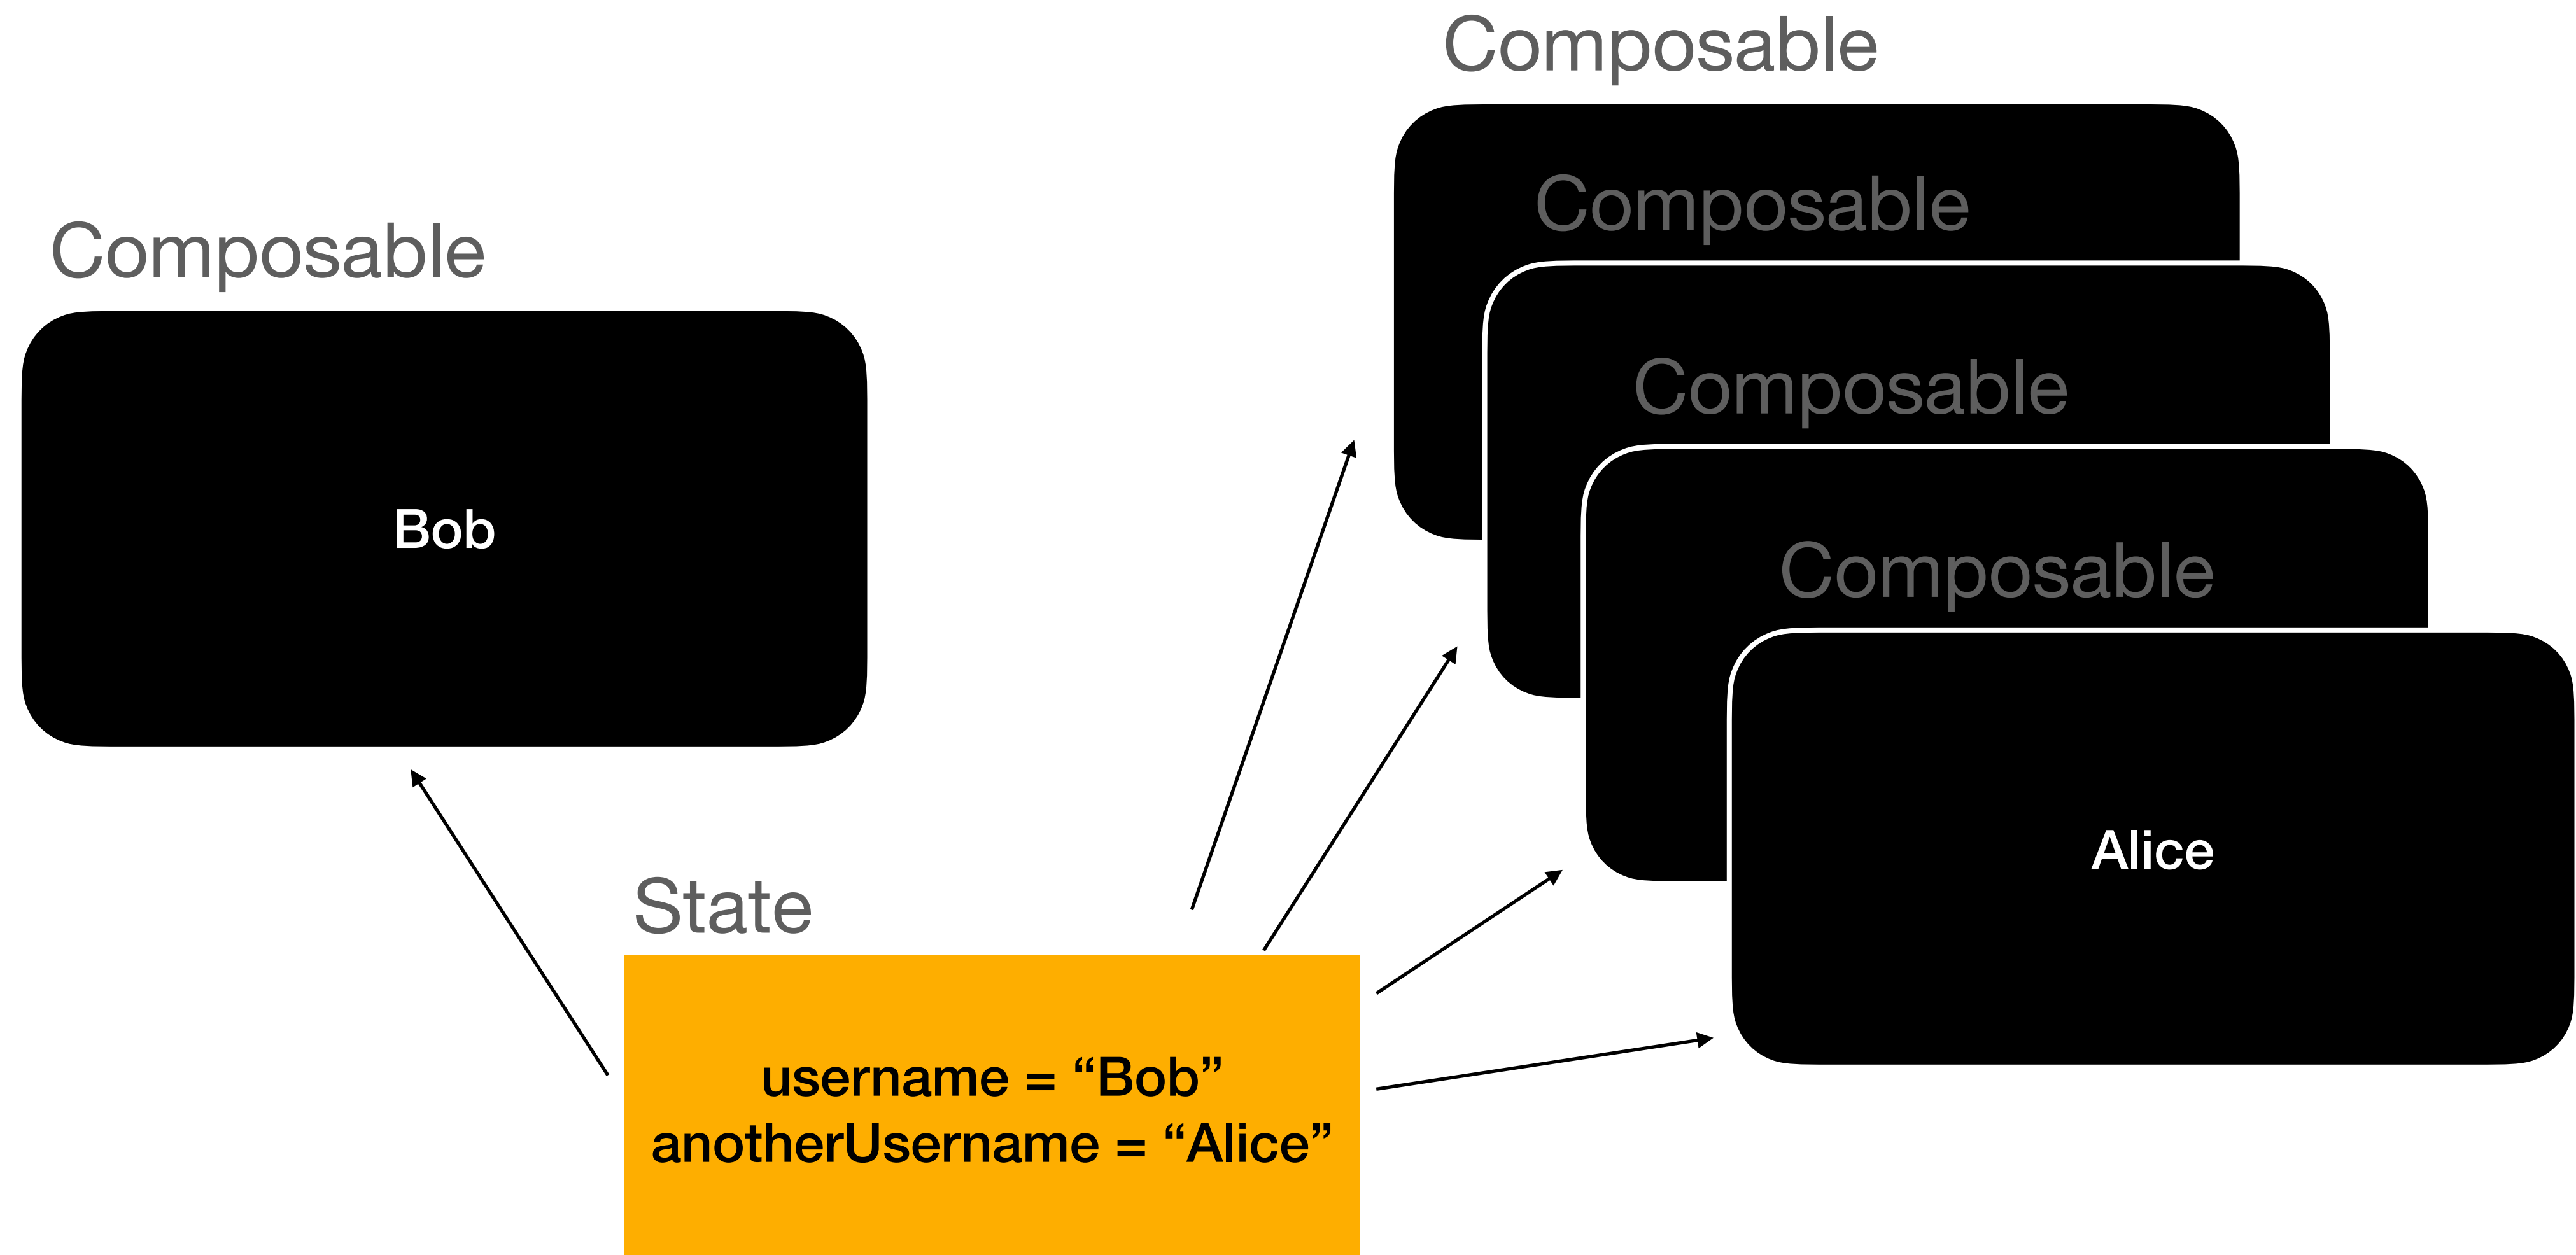 Composable
Bob
State
username = “Bob”
anotherUsername = “Alice”
Composable
Composable
Composable
Composable
Alice